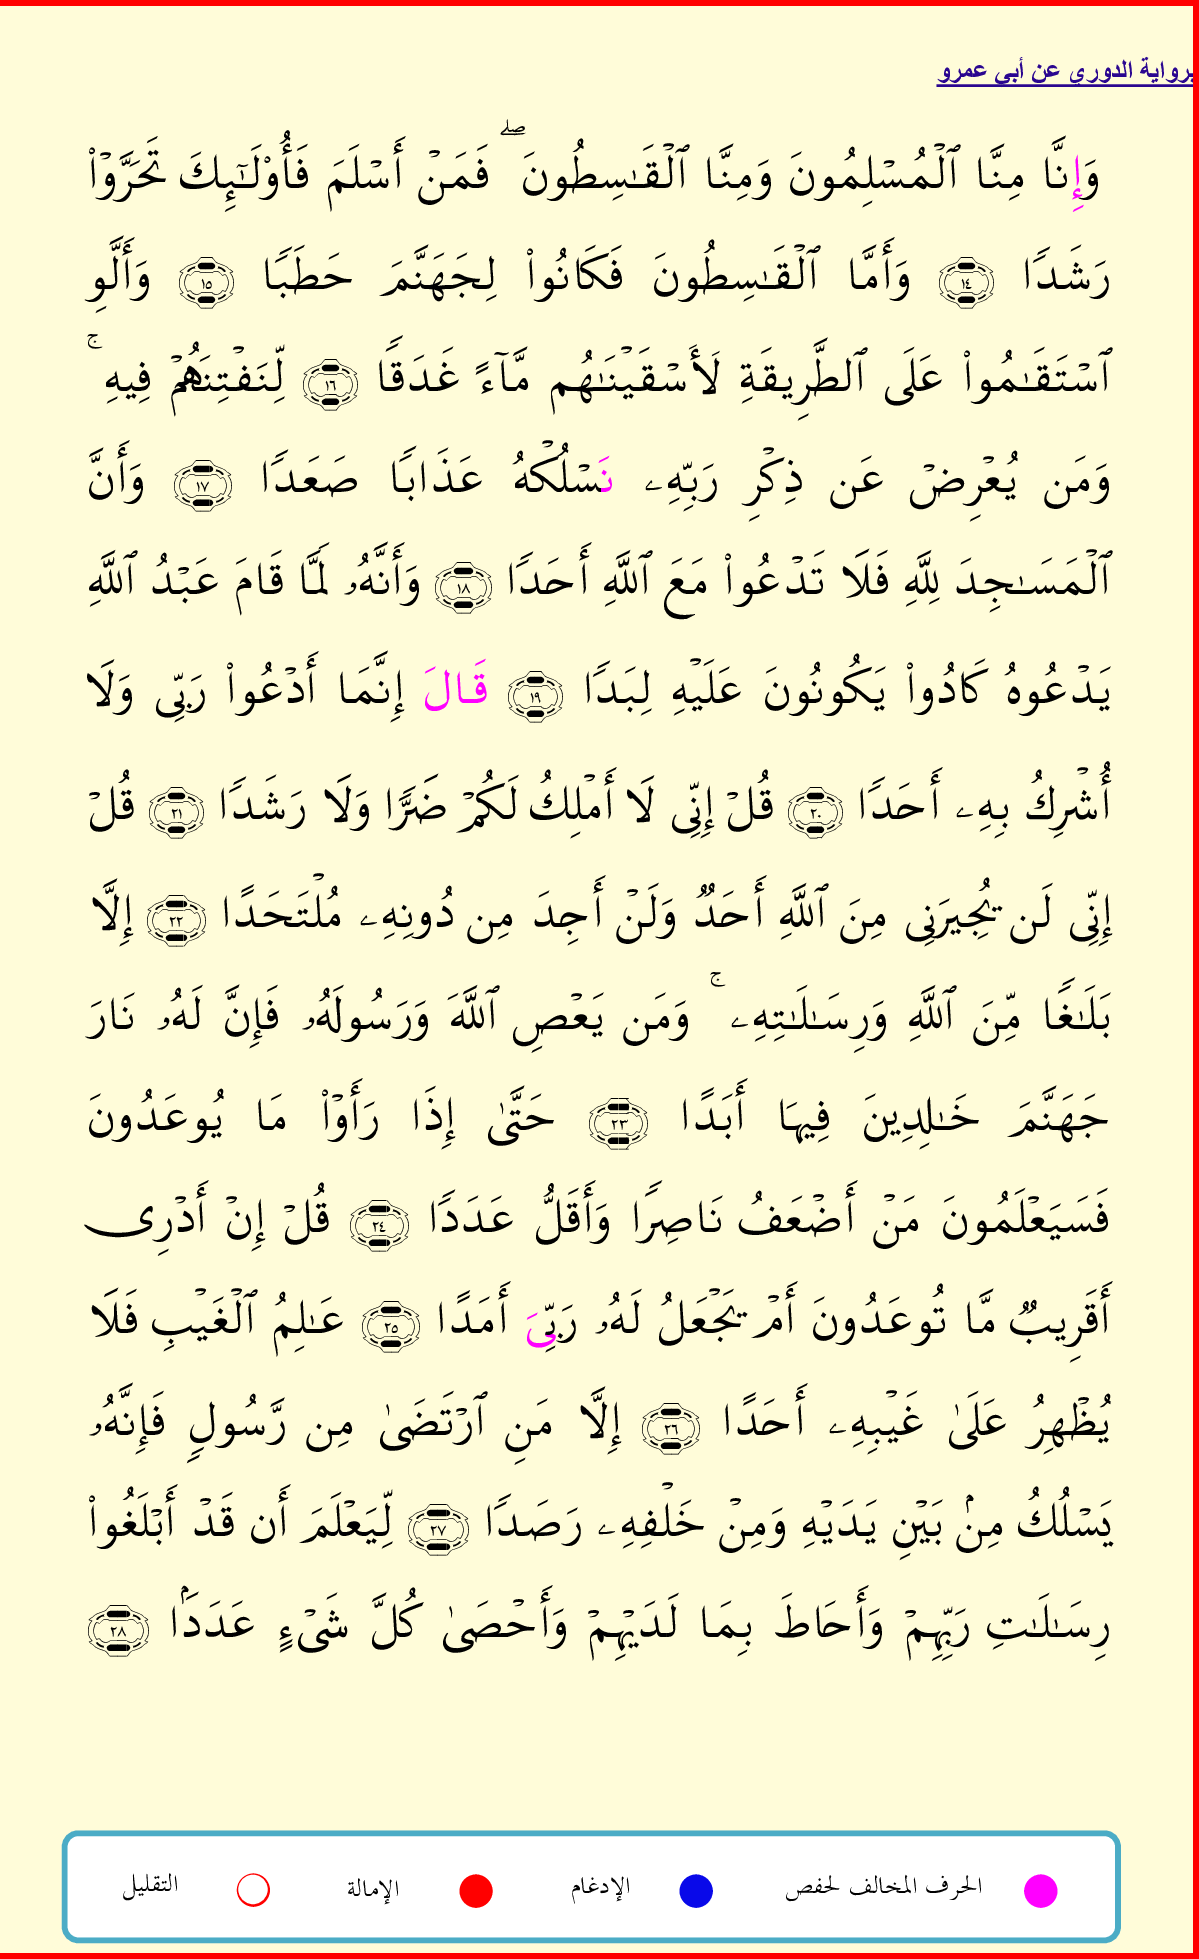 برواية الدوري عن أبي عمرو
وَإِنَّا مِنَّا ٱلْمُسْلِمُونَ وَمِنَّا ٱلْقَـٰسِطُونَ ۖ فَمَنْ أَسْلَمَ فَأُوْلَـٰٓئِكَ تَحَرَّوْاْ
رَشَدًا ١٤ وَأَمَّا ٱلْقَـٰسِطُونَ فَكَانُواْ لِجَهَنَّمَ حَطَبًا ١٥ وَأَلَّوِ
ٱسْتَقَـٰمُواْ عَلَى ٱلطَّرِيقَةِ لَأَسْقَيْنَـٰهُم مَّآءً غَدَقًا ١٦ لِّنَفْتِنَهُمْ فِيهِ ۚ
وَمَن يُعْرِضْ عَن ذِكْرِ رَبِّهِۦ نَسْلُكْهُ عَذَابًا صَعَدًا ١٧ وَأَنَّ
ٱلْمَسَـٰجِدَ لِلَّهِ فَلَا تَدْعُواْ مَعَ ٱللَّهِ أَحَدًا ١٨ وَأَنَّهُۥ لَمَّا قَامَ عَبْدُ ٱللَّهِ
يَدْعُوهُ كَادُواْ يَكُونُونَ عَلَيْهِ لِبَدًا ١٩ قَالَ إِنَّمَا أَدْعُواْ رَبِّى وَلَا
أُشْرِكُ بِهِۦ أَحَدًا ٢٠ قُلْ إِنِّى لَا أَمْلِكُ لَكُمْ ضَرًّا وَلَا رَشَدًا ٢١ قُلْ
إِنِّى لَن يُجِيرَنِى مِنَ ٱللَّهِ أَحَدٌ وَلَنْ أَجِدَ مِن دُونِهِۦ مُلْتَحَدًا ٢٢ إِلَّا
بَلَـٰغًا مِّنَ ٱللَّهِ وَرِسَـٰلَـٰتِهِۦ ۚ وَمَن يَعْصِ ٱللَّهَ وَرَسُولَهُۥ فَإِنَّ لَهُۥ نَارَ
جَهَنَّمَ خَـٰلِدِينَ فِيهَا أَبَدًا ٢٣ حَتَّىٰ إِذَا رَأَوْاْ مَا يُوعَدُونَ
فَسَيَعْلَمُونَ مَنْ أَضْعَفُ نَاصِرًا وَأَقَلُّ عَدَدًا ٢٤ قُلْ إِنْ أَدْرِى
أَقَرِيبٌ مَّا تُوعَدُونَ أَمْ يَجْعَلُ لَهُۥ رَبِّىَ أَمَدًا ٢٥ عَـٰلِمُ ٱلْغَيْبِ فَلَا
يُظْهِرُ عَلَىٰ غَيْبِهِۦ أَحَدًا ٢٦ إِلَّا مَنِ ٱرْتَضَىٰ مِن رَّسُولٍ فَإِنَّهُۥ
يَسْلُكُ مِنۢ بَيْنِ يَدَيْهِ وَمِنْ خَلْفِهِۦ رَصَدًا ٢٧ لِّيَعْلَمَ أَن قَدْ أَبْلَغُواْ
رِسَـٰلَـٰتِ رَبِّهِمْ وَأَحَاطَ بِمَا لَدَيْهِمْ وَأَحْصَىٰ كُلَّ شَىْءٍ عَدَدَۢا ٢٨
الحرف المخالف لحفص الإدغام الإمالة التقليل